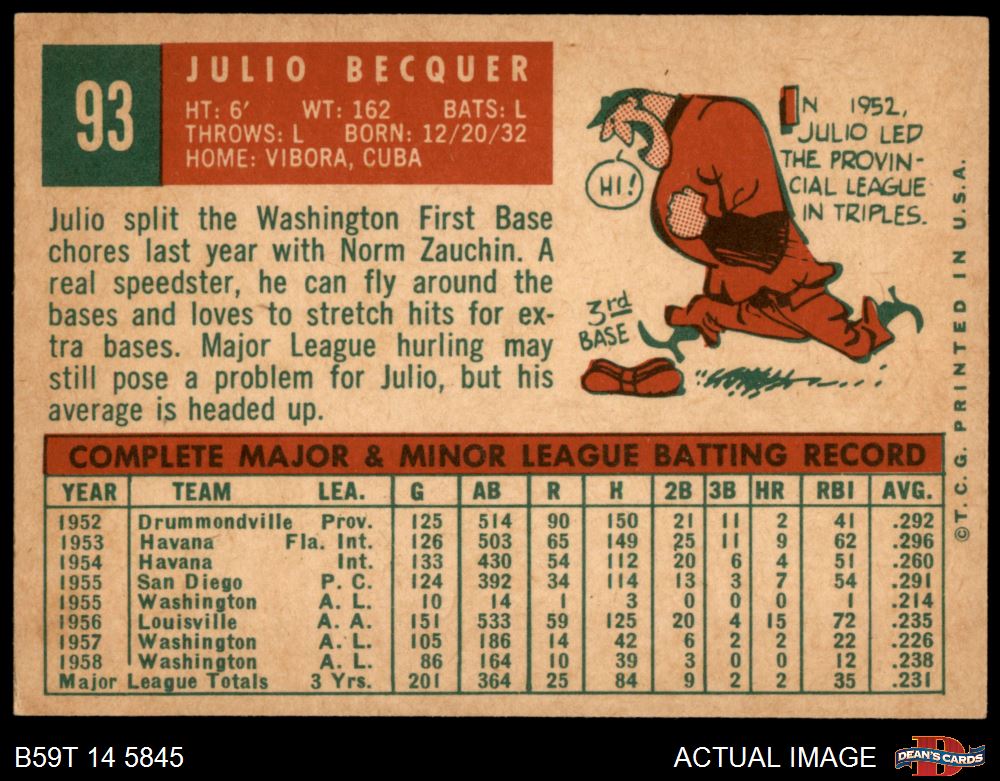 93
JULIO BECQUER
HT: 6' WT: 162 BATS: L
THROWS: L BORN: 12/20/32
HOME: VIBORA, CUBA
Julio split the Washington First Base
chores last year with Norm Zauchin. A
real speedster, he can fly around the
bases and loves to stretch hits for ex-
tra bases. Major League hurling may
still pose a problem for Julio, but his
average is headed up.
IN 1952,
JULIO LED
THE PROVIN-
CIAL LEAGUE
IN TRIPLES.
HI!
3rd
BASE
COMPLETE MAJOR & MINOR LEAGUE BATTING RECORD
YEAR TEAM LEA. G AB R H 2B 3B HR RBI AVG.
1952 Drummondville Prov. 125 514 90 150 21 11 2 41 .292
1953 Havana Fla. Int. 126 503 65 149 25 11 9 62 .296
1954 Havana Int. 133 430 54 112 20 6 4 51 .260
1955 San Diego P. C. 124 392 34 114 13 3 7 54 .291
1955 Washington A. L. 10 14 1 3 0 0 0 1 .214
1956 Louisville A. A. 151 533 59 125 20 4 15 72 .235
1957 Washington A. L. 105 186 14 42 6 2 2 22 .226
1958 Washington A. L. 86 164 10 39 3 0 0 12 .238
Major League Totals 3 Yrs. 201 364 25 84 9 2 2 35 .231
©T.C.G. PRINTED IN U.S.A.
B59T 14 5845
ACTUAL IMAGE
D
DEAN'S CARDS